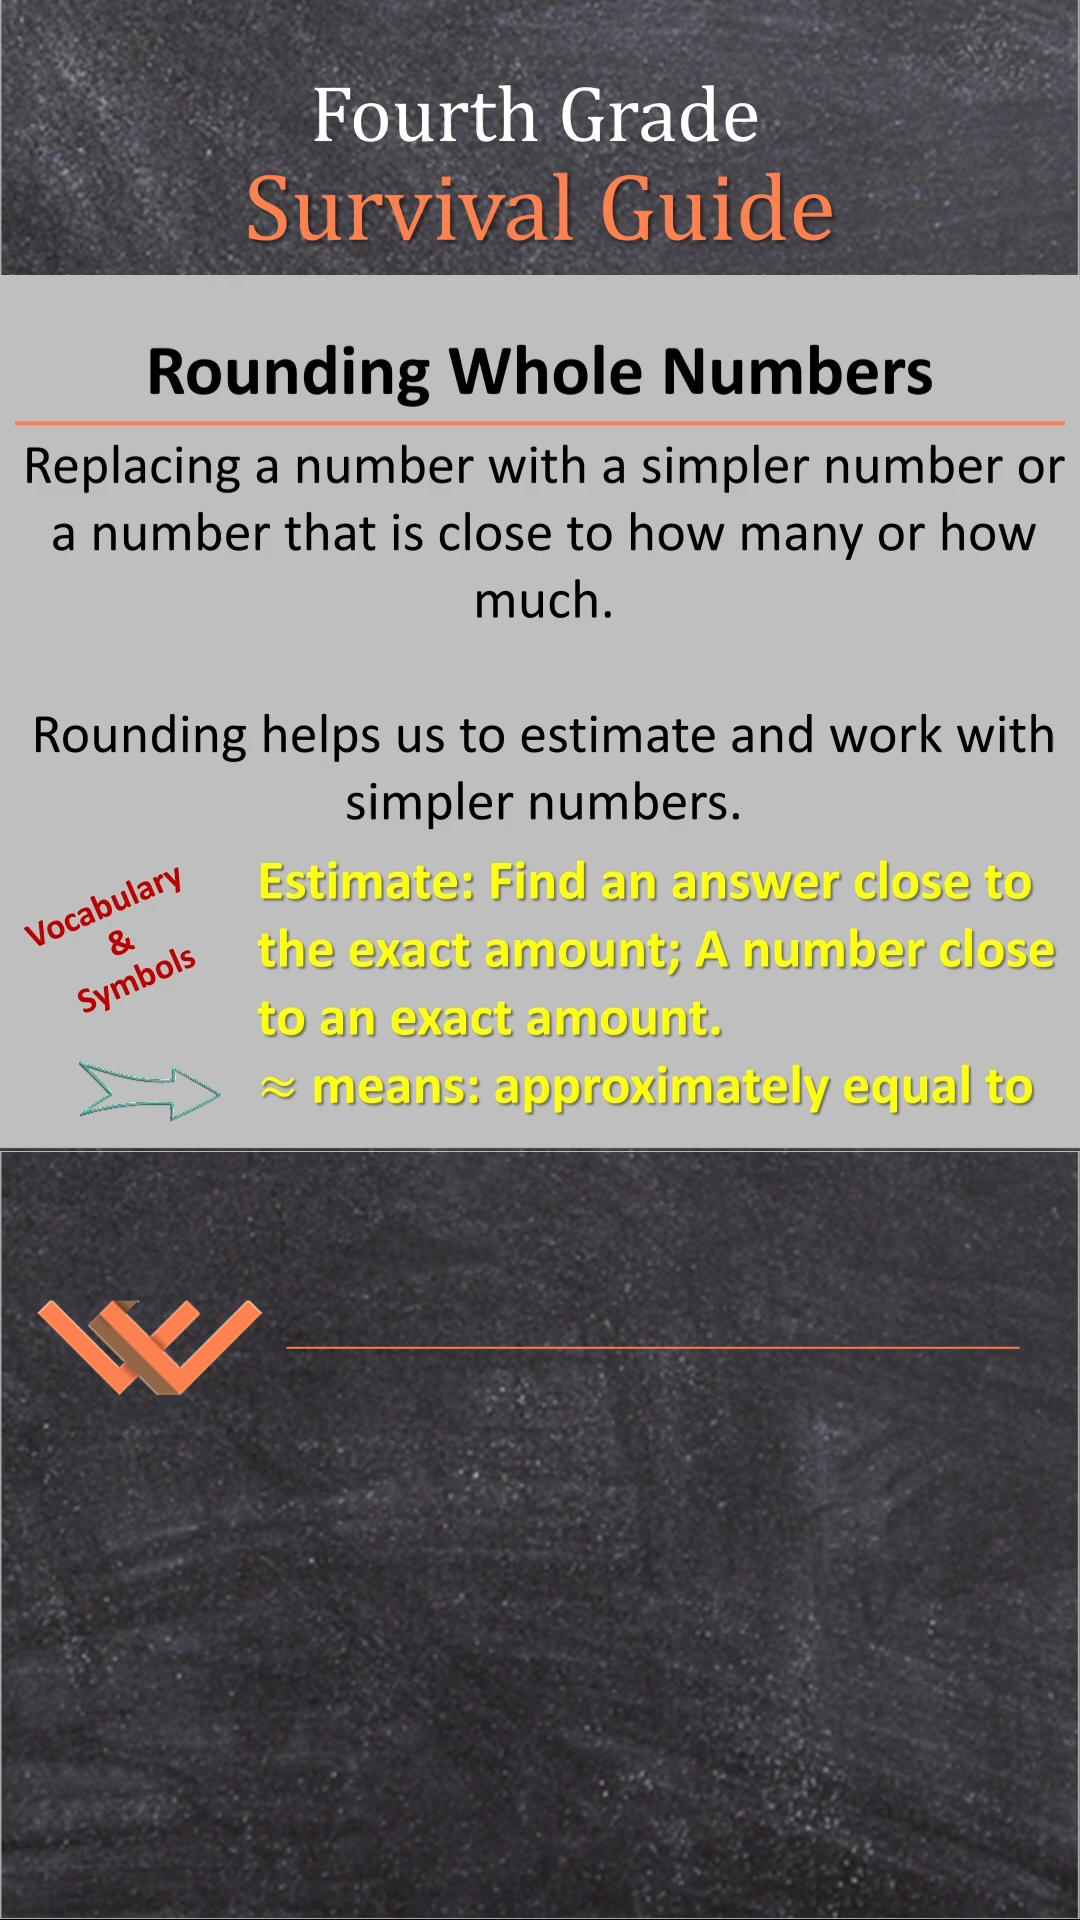 Fourth Grade
Survival Guide
Rounding Whole Numbers
Replacing a number with a simpler number or
a number that is close to how many or how
much.
Rounding helps us to estimate and work with
simpler numbers.
Vocabulary
&
Symbols
Estimate: Find an answer close to
the exact amount; A number close
to an exact amount.
≈ means: approximately equal to